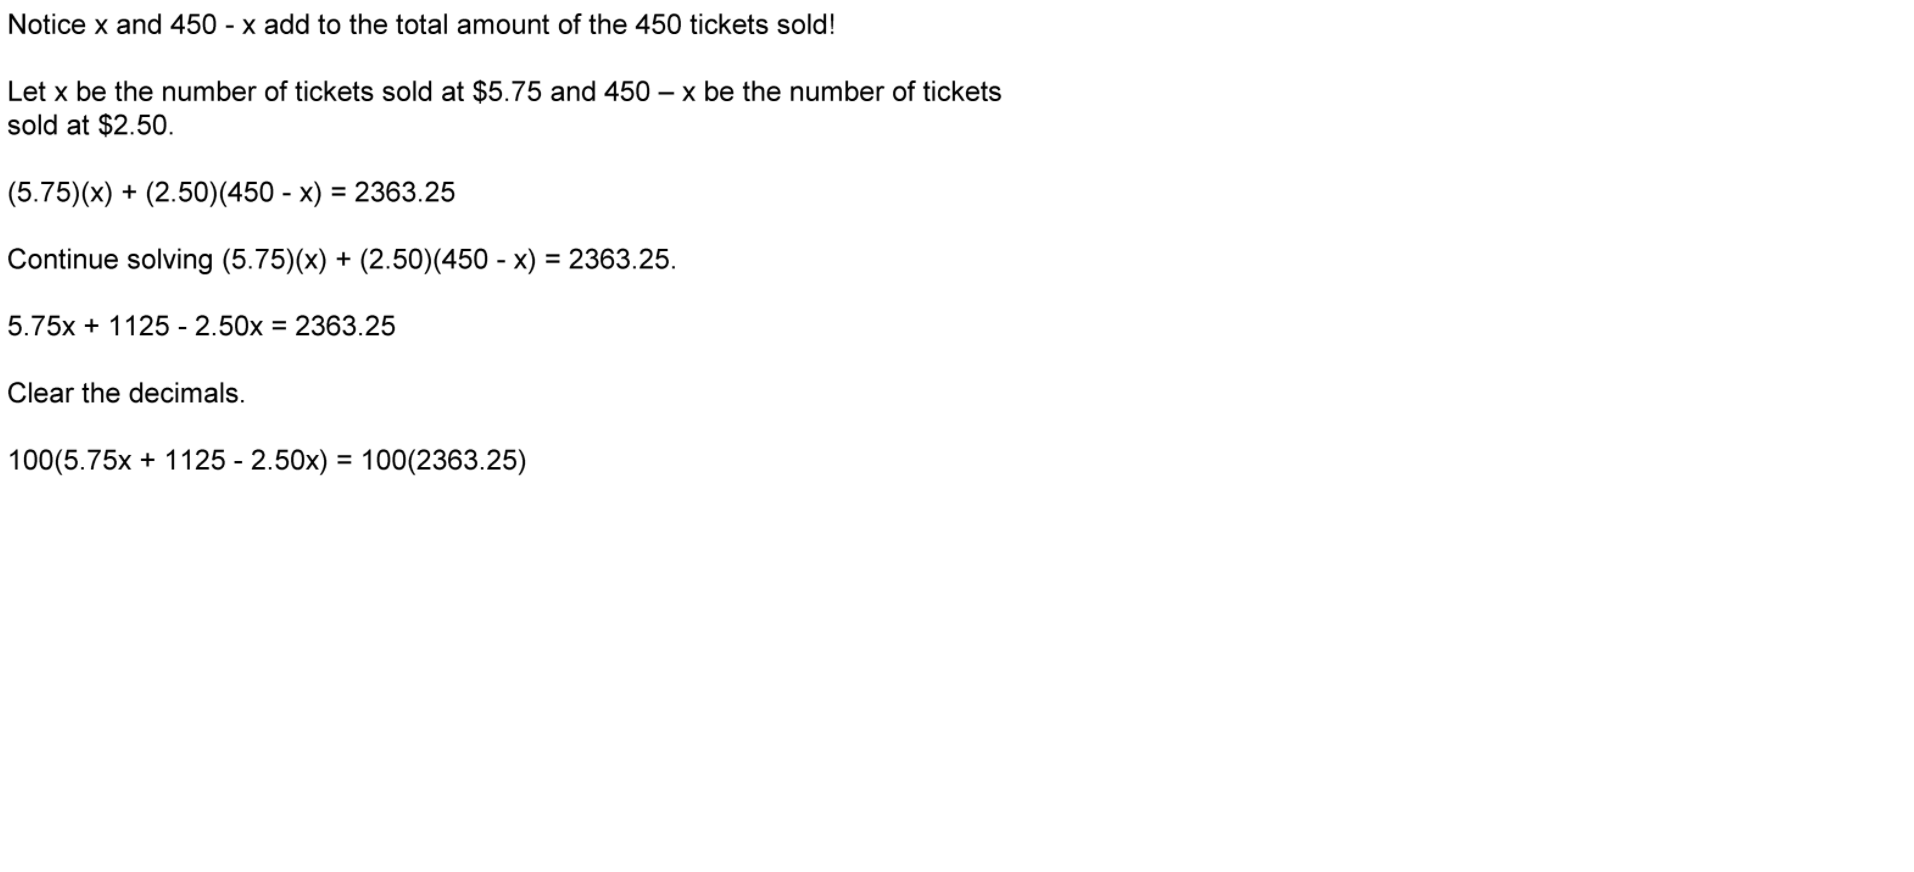 Notice x and 450 - x add to the total amount of the 450 tickets sold!
Let x be the number of tickets sold at $5.75 and 450 – x be the number of tickets
sold at $2.50.
(5.75)(x) + (2.50)(450 - x) = 2363.25
Continue solving (5.75)(x) + (2.50)(450 - x) = 2363.25.
5.75x + 1125 - 2.50x = 2363.25
Clear the decimals.
100(5.75x + 1125 - 2.50x) = 100(2363.25)